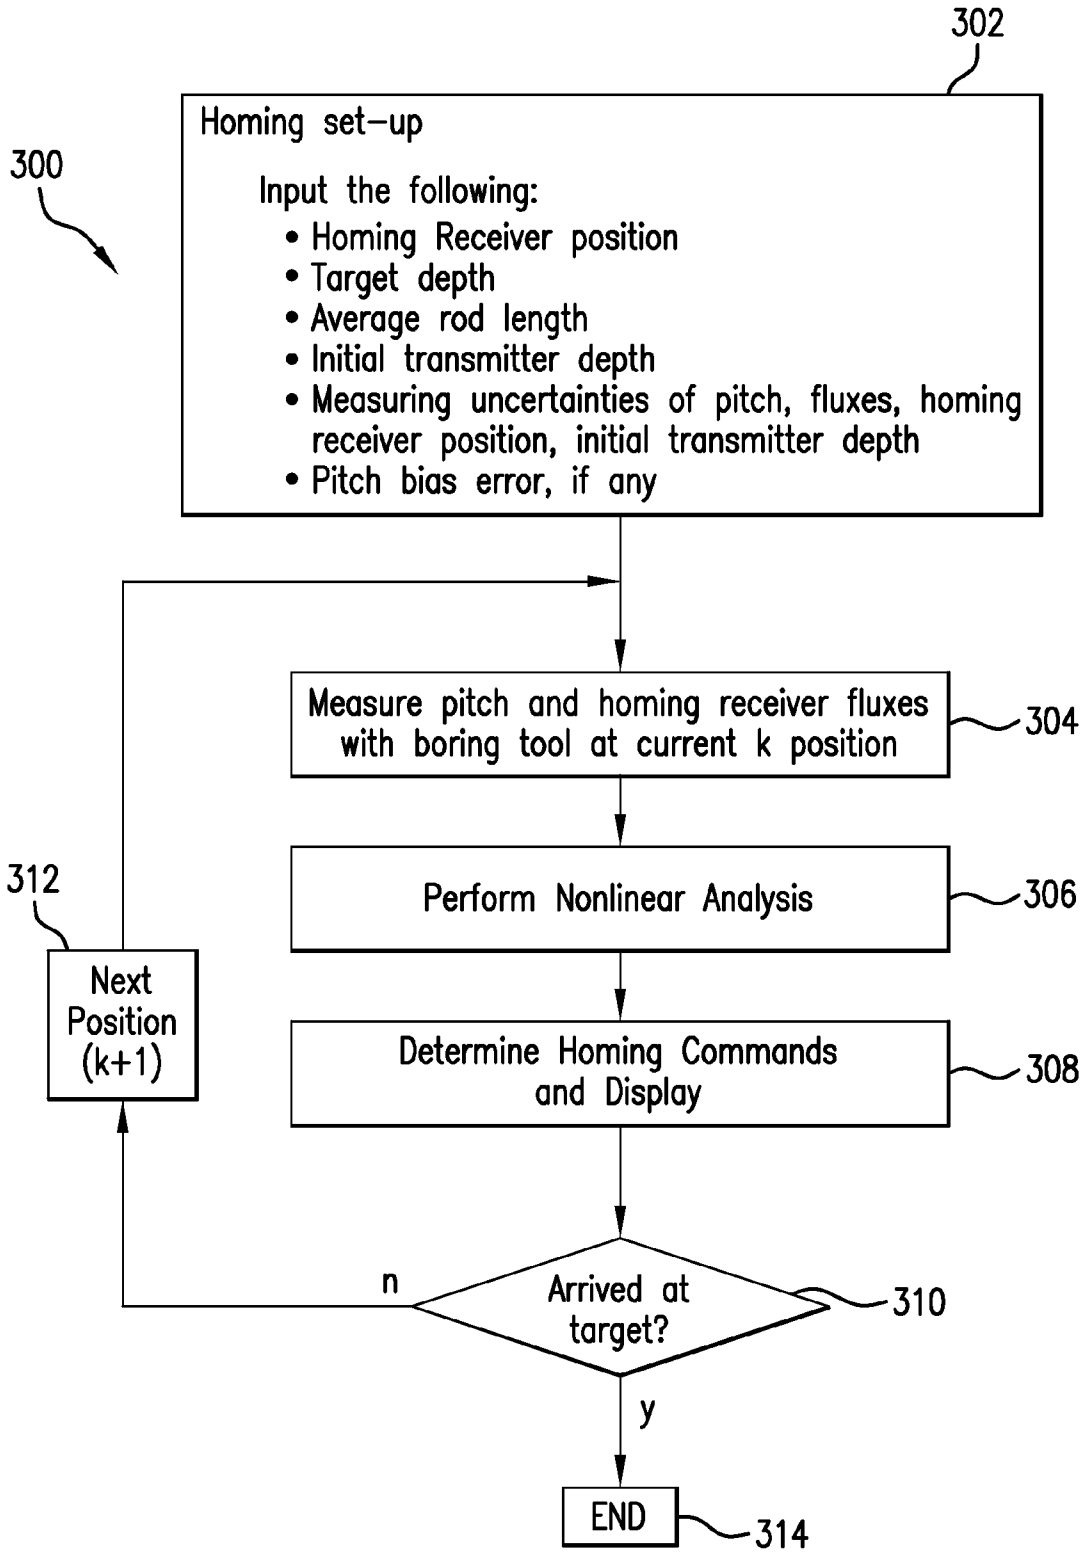 302
Homing set-up
300
Input the following:
• Homing Receiver position
• Target depth
• Average rod length
• Initial transmitter depth
• Measuring uncertainties of pitch, fluxes, homing
receiver position, initial transmitter depth
• Pitch bias error, if any
Measure pitch and homing receiver fluxes
with boring tool at current k position
304
312
Perform Nonlinear Analysis
306
Next
Position
(k+1)
Determine Homing Commands
and Display
308
n
Arrived at
target?
310
y
END
314